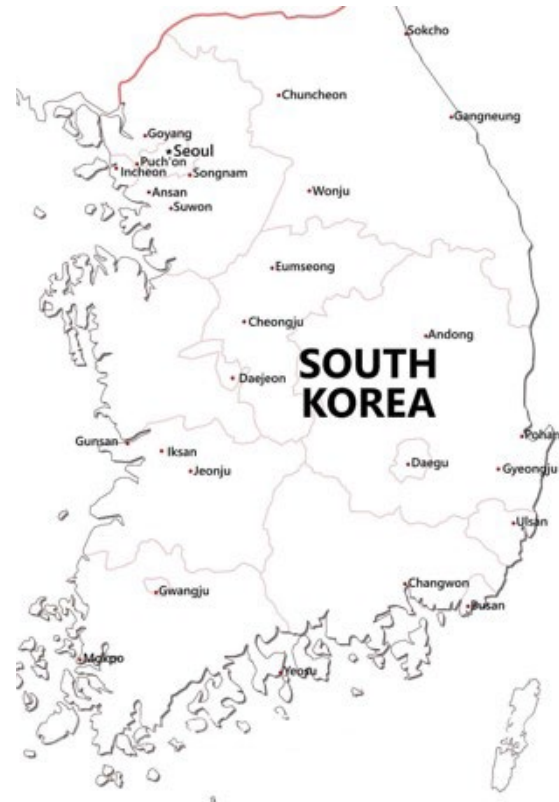 Sokcho
Chuncheon
Gangneung
Goyang
Seoul
Puch'on
Incheon
Songnam
Ansan
Wonju
Suwon
Eumseong
Cheongju
Andong
SOUTH
KOREA
Daejeon
Pohan
Gunsan
Iksan
Daegu
Gyeongju
Jeonju
Ulsan
Changwon
Gwangju
Busan
Mokpo
Yeosu